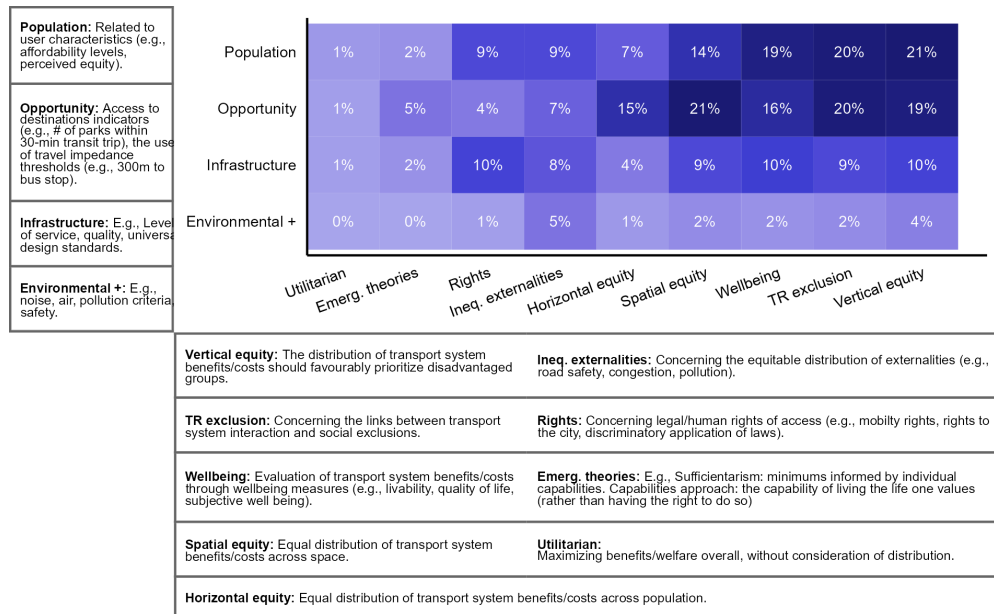 Population: Related to
user characteristics (e.g.,
affordability levels,
perceived equity).
Opportunity: Access to
destinations indicators
(e.g., # of parks within
30-min transit trip), the use
of travel impedance
thresholds (e.g., 300m to
bus stop).
Infrastructure: E.g., Level
of service, quality, universa
design standards.
Environmental +: E.g.,
noise, air, pollution criteria,
safety.
Population 1% 2% 9% 9% 7% 14% 19% 20% 21%
Opportunity 1% 5% 4% 7% 15% 21% 16% 20% 19%
Infrastructure 1% 2% 10% 8% 4% 9% 10% 9% 10%
Environmental + 0% 0% 1% 5% 1% 2% 2% 2% 4%
Utilitarian
Emerg. theories
Rights
Ineq. externalities
Horizontal equity
Spatial equity
Wellbeing
TR exclusion
Vertical equity
Vertical equity: The distribution of transport system
benefits/costs should favourably prioritize disadvantaged
groups.
Ineq. externalities: Concerning the equitable distribution of externalities (e.g.,
road safety, congestion, pollution).
TR exclusion: Concerning the links between transport
system interaction and social exclusions.
Rights: Concerning legal/human rights of access (e.g., mobilty rights, rights to
the city, discriminatory application of laws).
Wellbeing: Evaluation of transport system benefits/costs
through wellbeing measures (e.g., livability, quality of life,
subjective well being).
Emerg. theories: E.g., Sufficientarism: minimums informed by individual
capabilities. Capabilities approach: the capability of living the life one values
(rather than having the right to do so)
Spatial equity: Equal distribution of transport system
benefits/costs across space.
Utilitarian:
Maximizing benefits/welfare overall, without consideration of distribution.
Horizontal equity: Equal distribution of transport system benefits/costs across population.